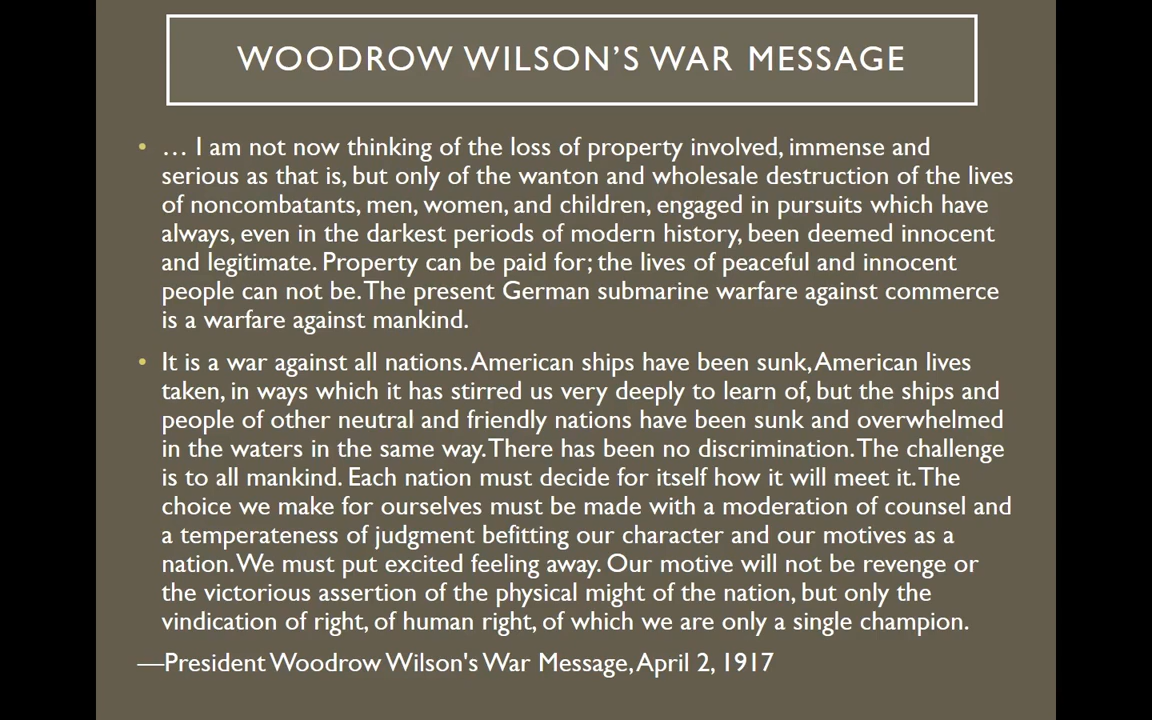 WOODROW WILSON'S WAR MESSAGE
• … I am not now thinking of the loss of property involved, immense and
serious as that is, but only of the wanton and wholesale destruction of the lives
of noncombatants, men, women, and children, engaged in pursuits which have
always, even in the darkest periods of modern history, been deemed innocent
and legitimate. Property can be paid for; the lives of peaceful and innocent
people can not be. The present German submarine warfare against commerce
is a warfare against mankind.
• It is a war against all nations. American ships have been sunk, American lives
taken, in ways which it has stirred us very deeply to learn of, but the ships and
people of other neutral and friendly nations have been sunk and overwhelmed
in the waters in the same way. There has been no discrimination. The challenge
is to all mankind. Each nation must decide for itself how it will meet it. The
choice we make for ourselves must be made with a moderation of counsel and
a temperateness of judgment befitting our character and our motives as a
nation. We must put excited feeling away. Our motive will not be revenge or
the victorious assertion of the physical might of the nation, but only the
vindication of right, of human right, of which we are only a single champion.
—President Woodrow Wilson's War Message, April 2, 1917